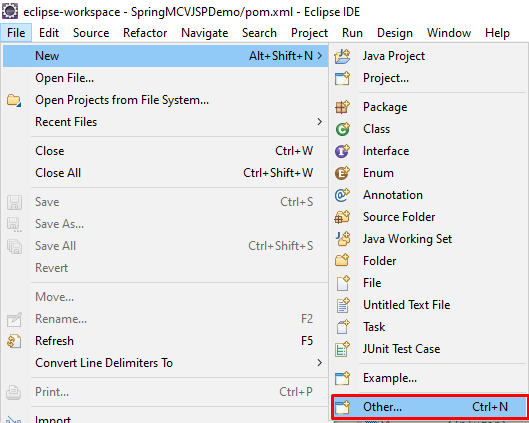 eclipse-workspace - SpringMCVJSPDemo/pom.xml - Eclipse IDE
File Edit Source Refactor Navigate Search Project Run Design Window Help
New Alt+Shift+N
Open File...
Open Projects from File System...
Recent Files
Close Ctrl+W
Close All Ctrl+Shift+W
Save Ctrl+S
Save As...
Save All Ctrl+Shift+S
Revert
Move...
Rename... F2
Refresh F5
Convert Line Delimiters To
Print... Ctrl+P
Import
Java Project
Project...
Package
Class
Interface
Enum
Annotation
Source Folder
Java Working Set
Folder
File
Untitled Text File
Task
JUnit Test Case
Example...
Other... Ctrl+N